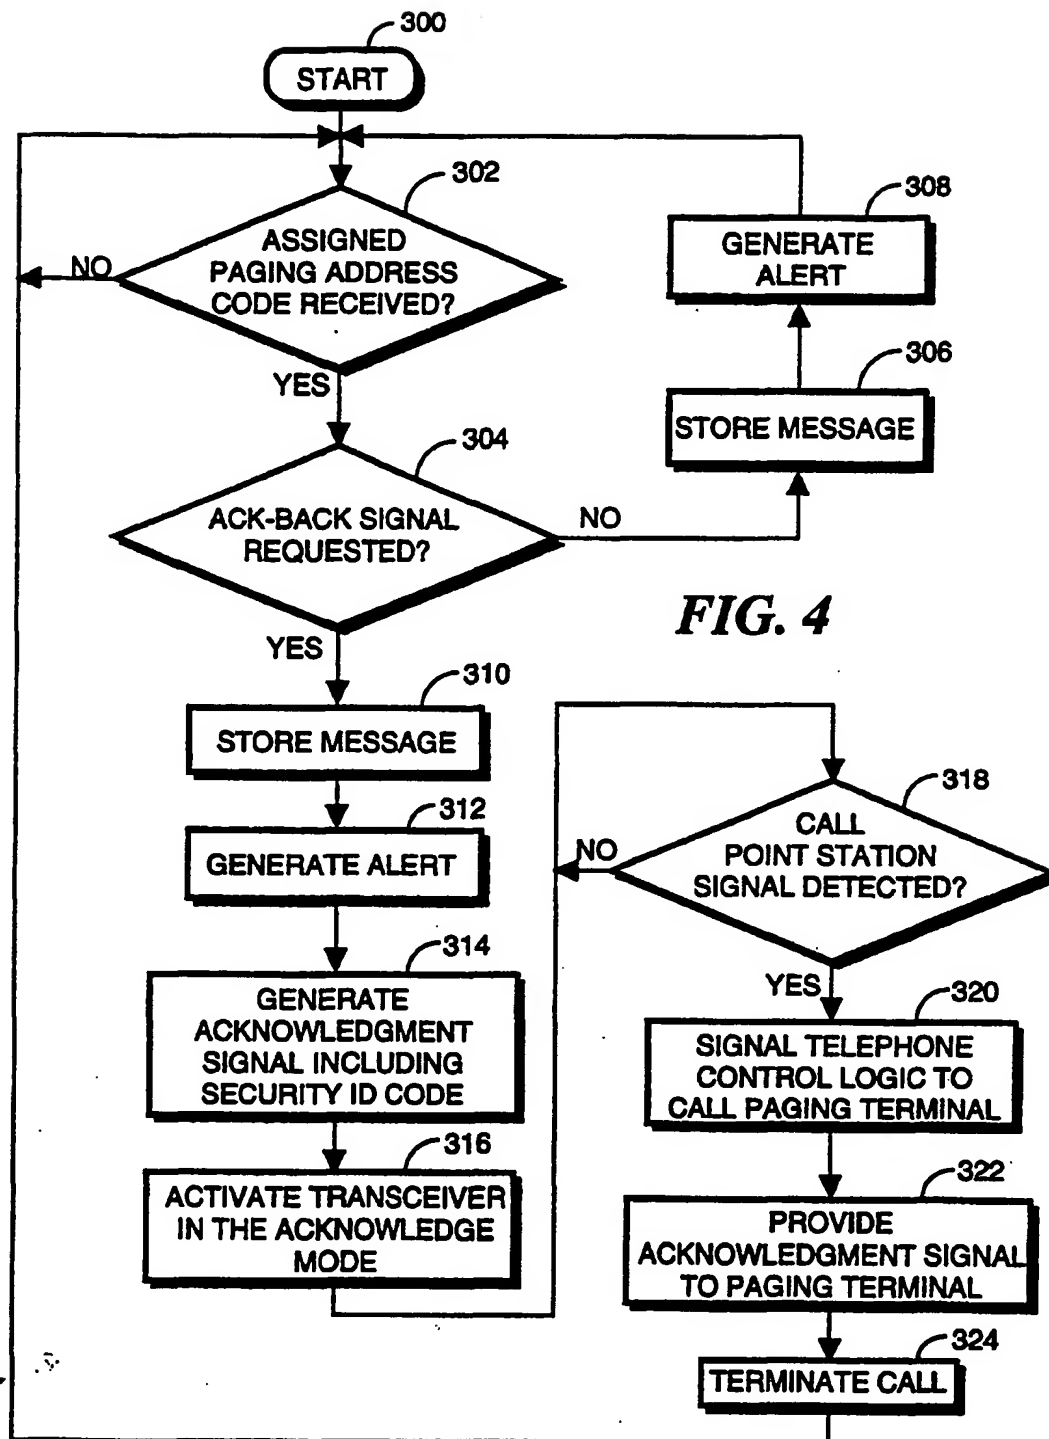 300
START
302
ASSIGNED
PAGING ADDRESS
CODE RECEIVED?
NO
YES
308
GENERATE
ALERT
306
STORE MESSAGE
304
ACK-BACK SIGNAL
REQUESTED?
NO
YES
FIG. 4
310
STORE MESSAGE
312
GENERATE ALERT
314
GENERATE
ACKNOWLEDGMENT
SIGNAL INCLUDING
SECURITY ID CODE
316
ACTIVATE TRANSCEIVER
IN THE ACKNOWLEDGE
MODE
318
CALL
POINT STATION
SIGNAL DETECTED?
NO
YES
320
SIGNAL TELEPHONE
CONTROL LOGIC TO
CALL PAGING TERMINAL
322
PROVIDE
ACKNOWLEDGMENT SIGNAL
TO PAGING TERMINAL
324
TERMINATE CALL